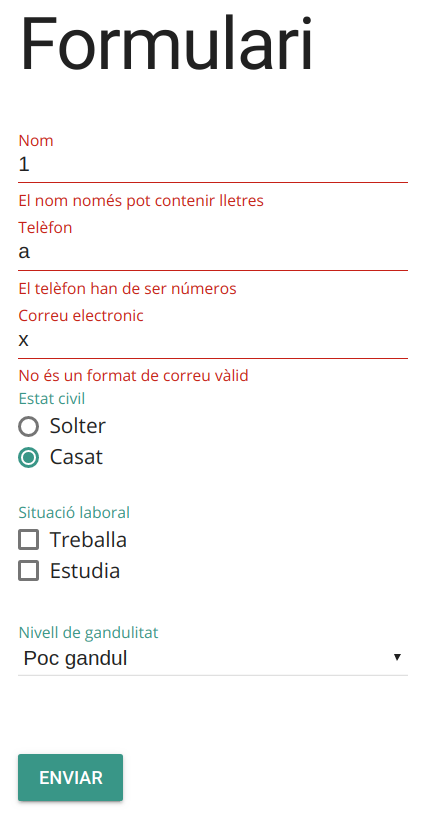 Formulari
Nom
1
El nom només pot contenir lletres
Telèfon
a
El telèfon han de ser números
Correu electronic
x
No és un format de correu vàlid
Estat civil
Solter
Casat
Situació laboral
Treballa
Estudia
Nivell de gandulitat
Poc gandul
ENVIAR